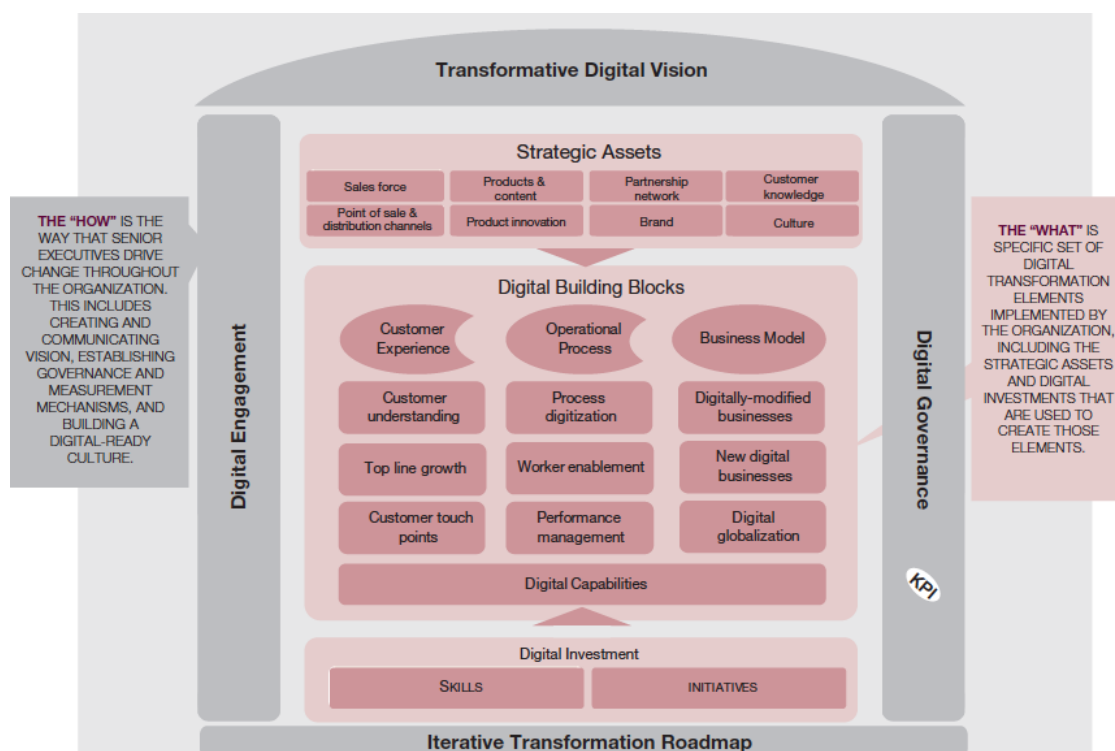 Transformative Digital Vision
Digital Engagement
THE “HOW” IS THE
WAY THAT SENIOR
EXECUTIVES DRIVE
CHANGE THROUGHOUT
THE ORGANIZATION.
THIS INCLUDES
CREATING AND
COMMUNICATING
VISION, ESTABLISHING
GOVERNANCE AND
MEASUREMENT
MECHANISMS, AND
BUILDING A
DIGITAL-READY
CULTURE.
Strategic Assets
Sales force
Products &
content
Partnership
network
Customer
knowledge
Point of sale &
distribution channels
Product innovation
Brand
Culture
Digital Building Blocks
Customer
Experience
Operational
Process
Business Model
Customer
understanding
Process
digitization
Digitally-modified
businesses
Top line growth
Worker enablement
New digital
businesses
Customer touch
points
Performance
management
Digital
globalization
Digital Capabilities
Digital Investment
SKILLS
INITIATIVES
Digital Governance
KPI
THE “WHAT” IS
SPECIFIC SET OF
DIGITAL
TRANSFORMATION
ELEMENTS
IMPLEMENTED BY
THE ORGANIZATION,
INCLUDING THE
STRATEGIC ASSETS
AND DIGITAL
INVESTMENTS THAT
ARE USED TO
CREATE THOSE
ELEMENTS.
Iterative Transformation Roadmap